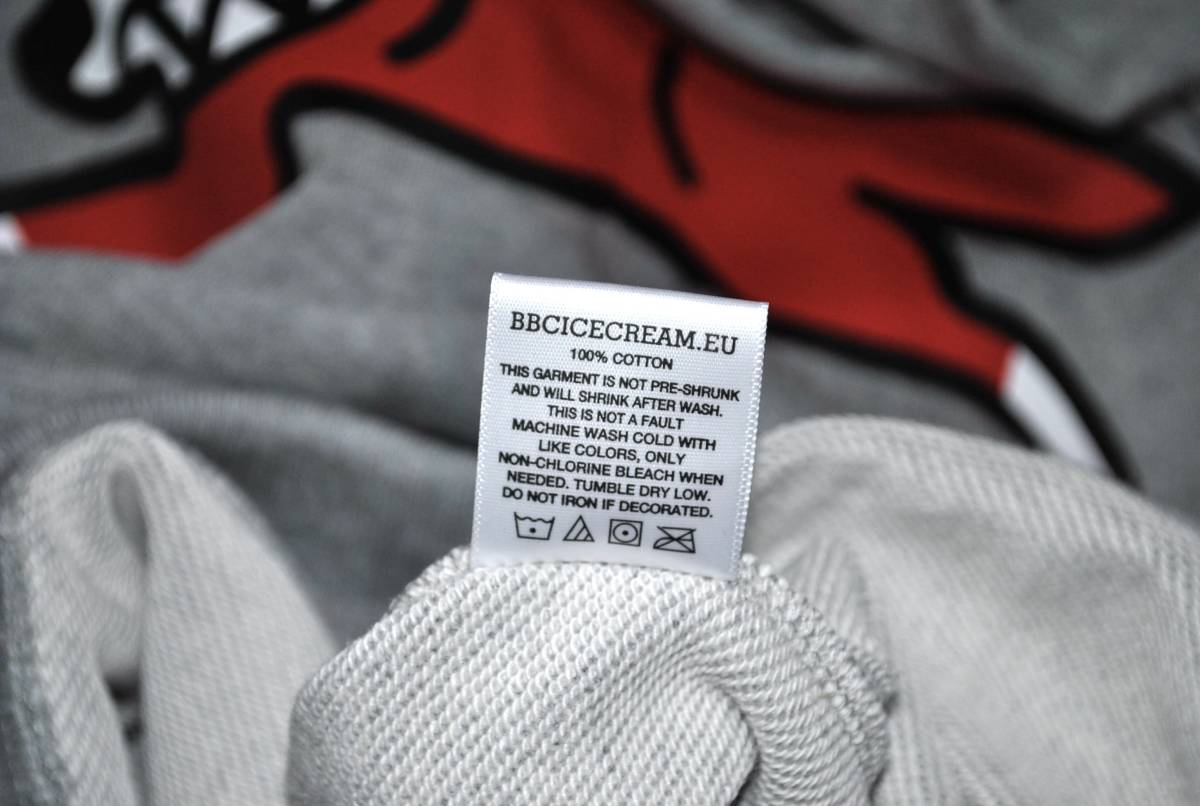 BBCICECREAM.EU
100% COTTON
THIS GARMENT IS NOT PRE-SHRUNK
AND WILL SHRINK AFTER WASH.
THIS IS NOT A FAULT
MACHINE WASH COLD WITH
LIKE COLORS, ONLY
NON-CHLORINE BLEACH WHEN
NEEDED. TUMBLE DRY LOW.
DO NOT IRON IF DECORATED.